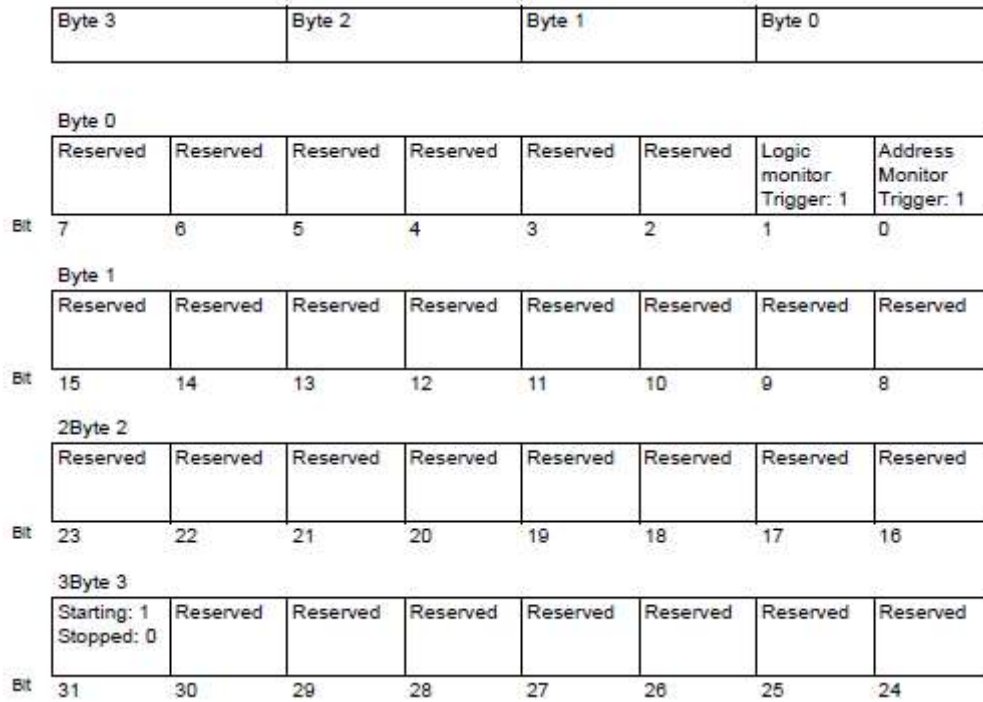 Byte 3 Byte 2 Byte 1 Byte 0
Byte 0
Reserved Reserved Reserved Reserved Reserved Reserved Logic Address
monitor Monitor
Trigger: 1 Trigger: 1
Bit 7 6 5 4 3 2 1 0
Byte 1
Reserved Reserved Reserved Reserved Reserved Reserved Reserved Reserved
Bit 15 14 13 12 11 10 9 8
2Byte 2
Reserved Reserved Reserved Reserved Reserved Reserved Reserved Reserved
Bit 23 22 21 20 19 18 17 16
3Byte 3
Starting: 1 Reserved Reserved Reserved Reserved Reserved Reserved Reserved
Stopped: 0
Bit 31 30 29 28 27 26 25 24